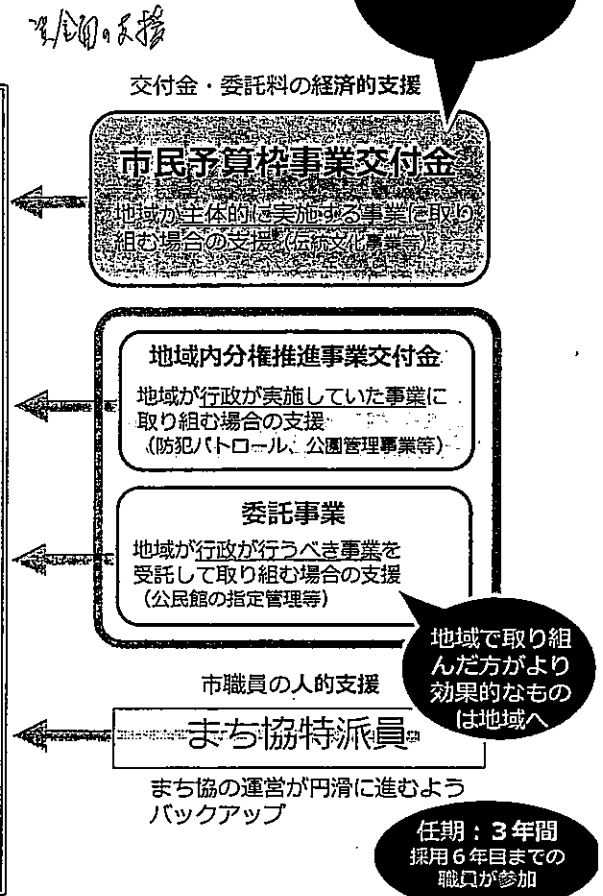 資金面の支援
交付金・委託料の経済的支援
市民予算枠事業交付金
地域が主体的に実施する事業に取り
組む場合の支援（伝統文化事業等）
地域内分権推進事業交付金
地域が行政が実施していた事業に
取り組む場合の支援
（防犯パトロール、公園管理事業等）
委託事業
地域が行政が行うべき事業を
受託して取り組む場合の支援
（公民館の指定管理等）
地域で取り組
んだ方がより
効果的なもの
は地域へ
市職員の人的支援
まち協特派員
まち協の運営が円滑に進むよう
バックアップ
任期：３年間
採用６年目までの
職員が参加